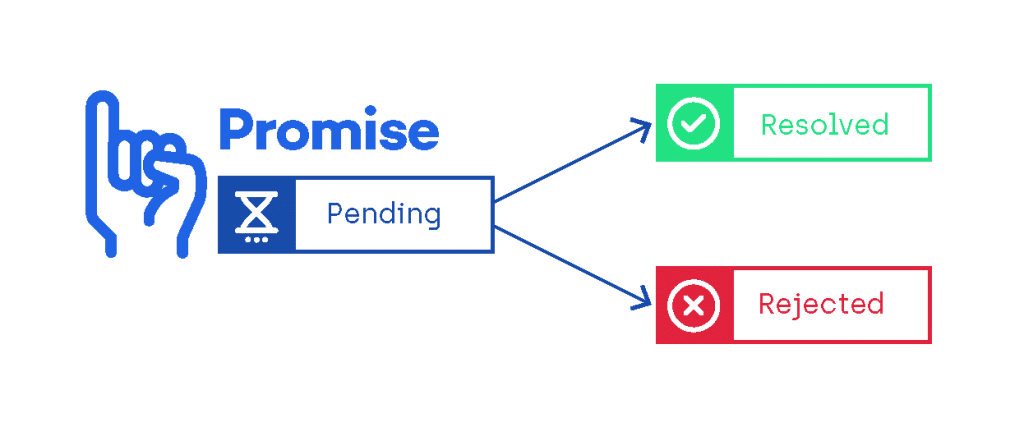 Promise
Pending
Resolved
Rejected